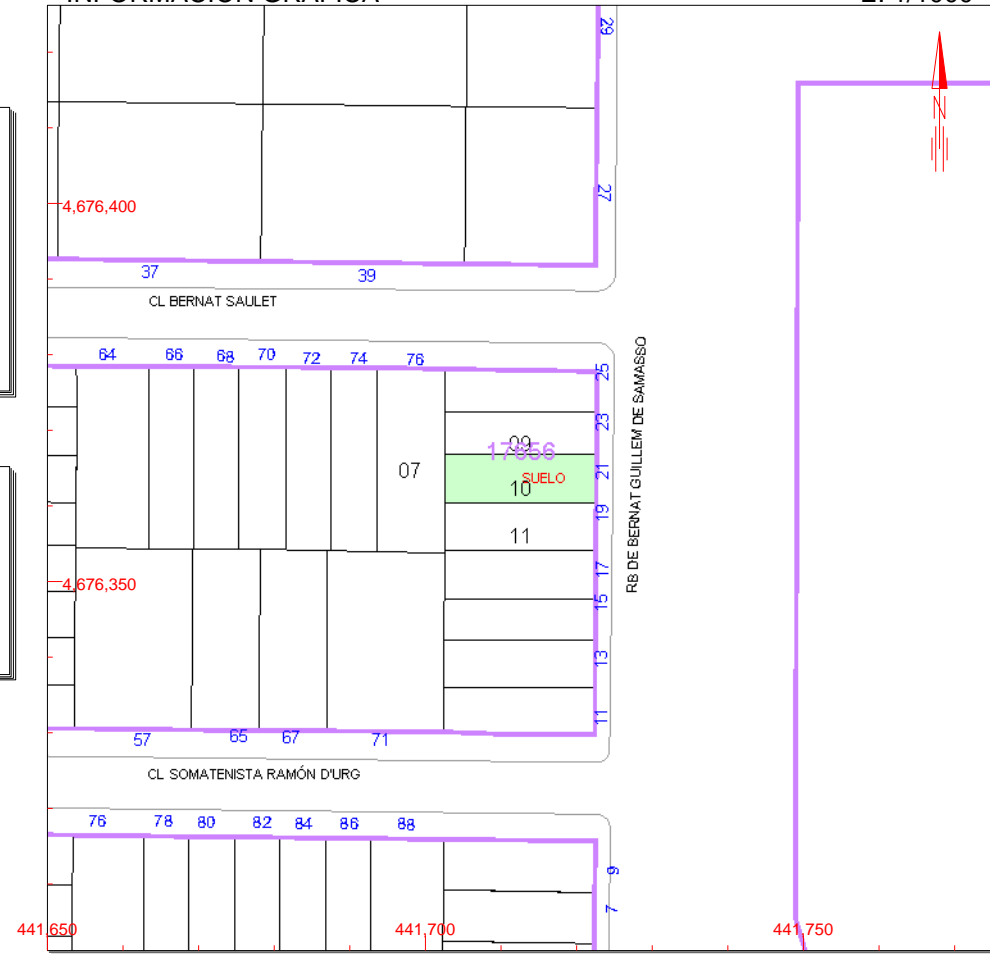 29
N
27
4,676,400
37
39
CL BERNAT SAULET
64 66 68 70 72 74 76
25
RB DE BERNAT GUILLEM DE SAMASSO
23
09
17856
07
21
SUELO
10
19
11
17
4,676,350
15
13
11
57 65 67 71
CL SOMATENISTA RAMÓN D'URG
76 78 80 82 84 86 88
9
7
441,650 441,700 441,750